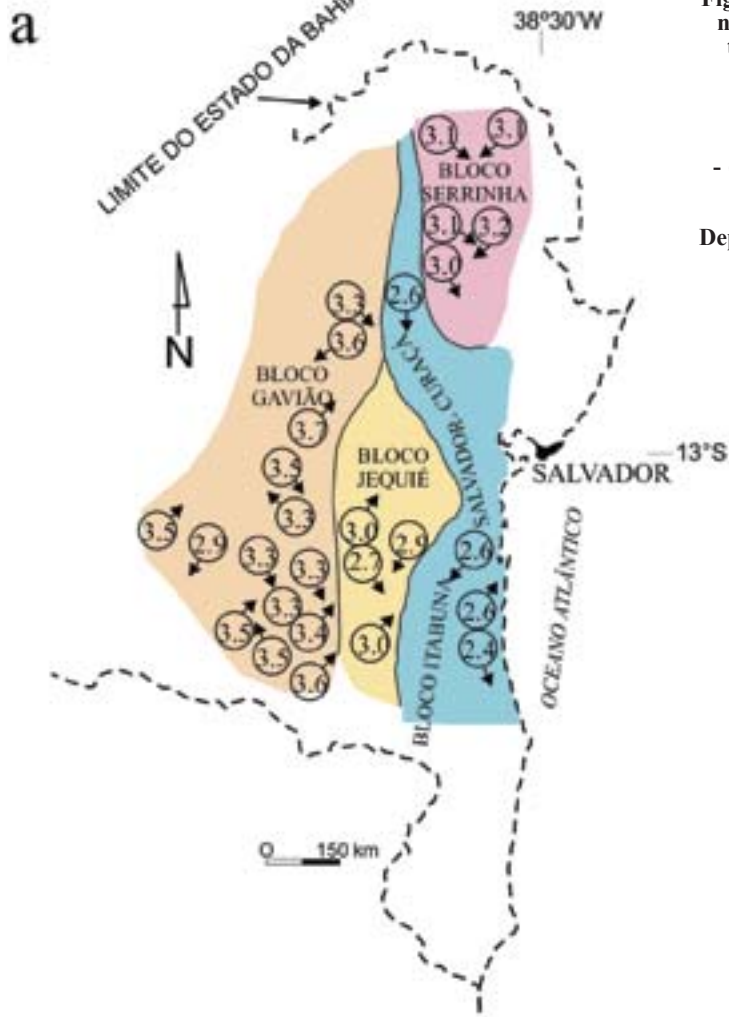 a
38º30'W
LIMITE DO ESTADO DA BAHIA
3.1
3.1
BLOCO
SERRINHA
3.1
3.2
3.0
2.6
3.3
3.6
N
BLOCO
GAVIÃO
3.7
SALVADOR, CURAÇÁ
BLOCO
JEQUIÉ
13°S
SALVADOR
3.5
3.3
3.5
2.9
3.0
2.7
2.9
3.3
3.3
2.6
3.3
3.5
3.4
3.5
3.6
3.0
2.6
2.4
BLOCO ITABUNA
OCEANO ATLÂNTICO
O 150 km
Fig
n
t
-
Dep